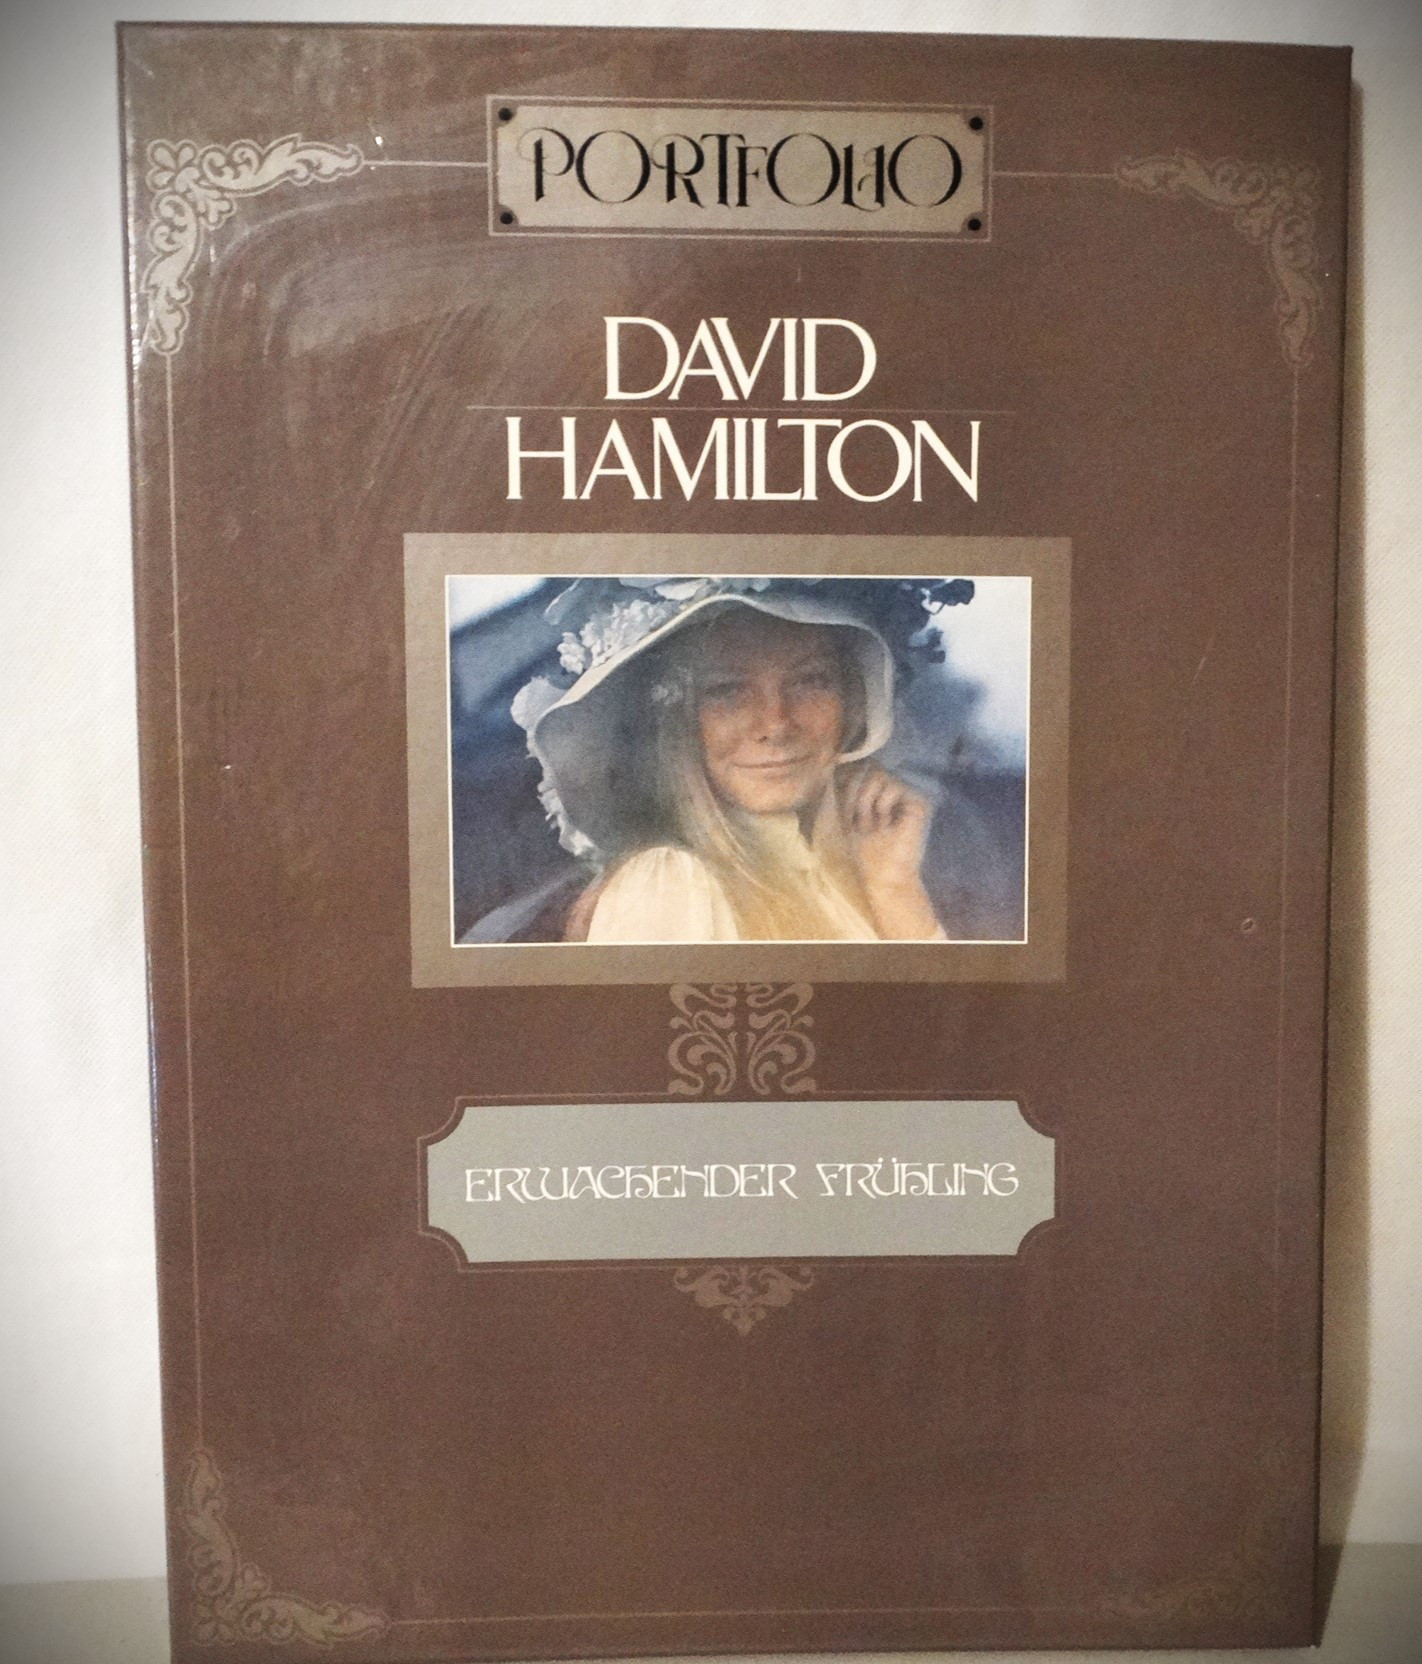 PORTFOLIO
DAVID
HAMILTON
ERWACHENDER FRÜHLING